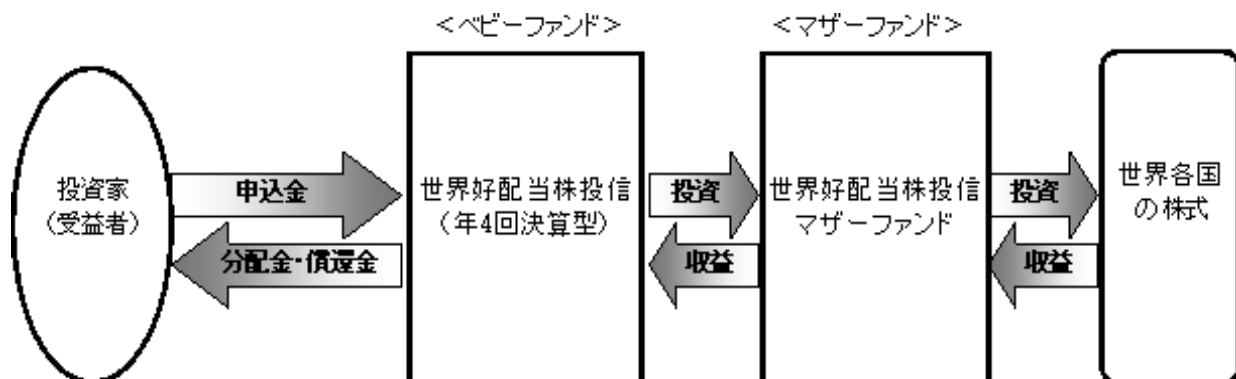 ＜ベビーファンド＞
＜マザーファンド＞
投資家
（受益者）
申込金
分配金・償還金
世界好配当株投信
（年4回決算型）
投資
収益
世界好配当株投信
マザーファンド
投資
収益
世界各国
の株式